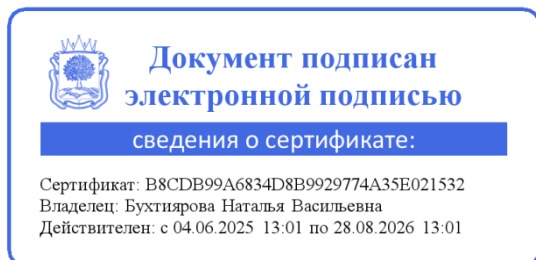 Документ подписан
электронной подписью
сведения о сертификате:
Сертификат: B8CDB99A6834D8B9929774A35E021532
Владелец: Бухтиярова Наталья Васильевна
Действителен: с 04.06.2025 13:01 по 28.08.2026 13:01